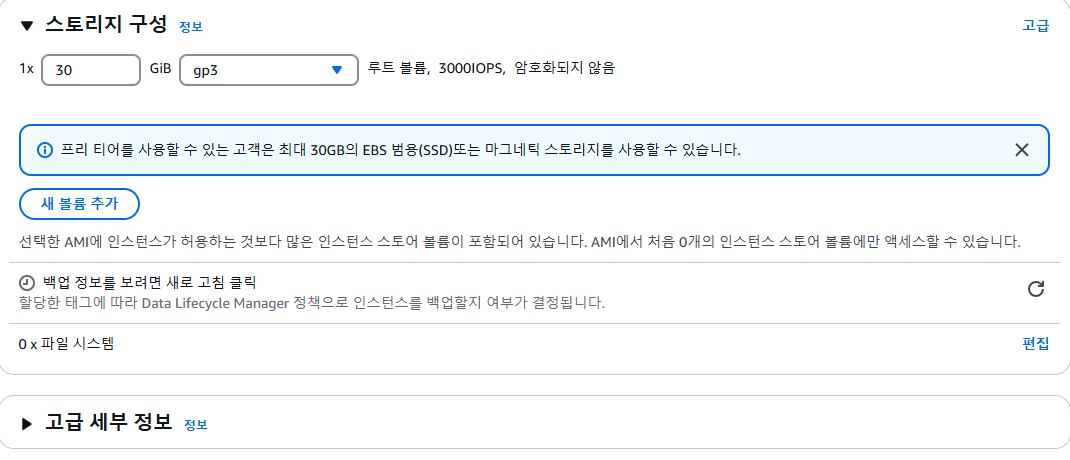 스토리지 구성 정보 고급
1x 30 GiB gp3 루트 볼륨, 3000IOPS, 암호화되지 않음
프리 티어를 사용할 수 있는 고객은 최대 30GB의 EBS 범용(SSD)또는 마그네틱 스토리지를 사용할 수 있습니다.
새 볼륨 추가
선택한 AMI에 인스턴스가 허용하는 것보다 많은 인스턴스 스토어 볼륨이 포함되어 있습니다. AMI에서 처음 0개의 인스턴스 스토어 볼륨에만 액세스할 수 있습니다.
백업 정보를 보려면 새로 고침 클릭
할당한 태그에 따라 Data Lifecycle Manager 정책으로 인스턴스를 백업할지 여부가 결정됩니다.
0 x 파일 시스템 편집
고급 세부 정보 정보